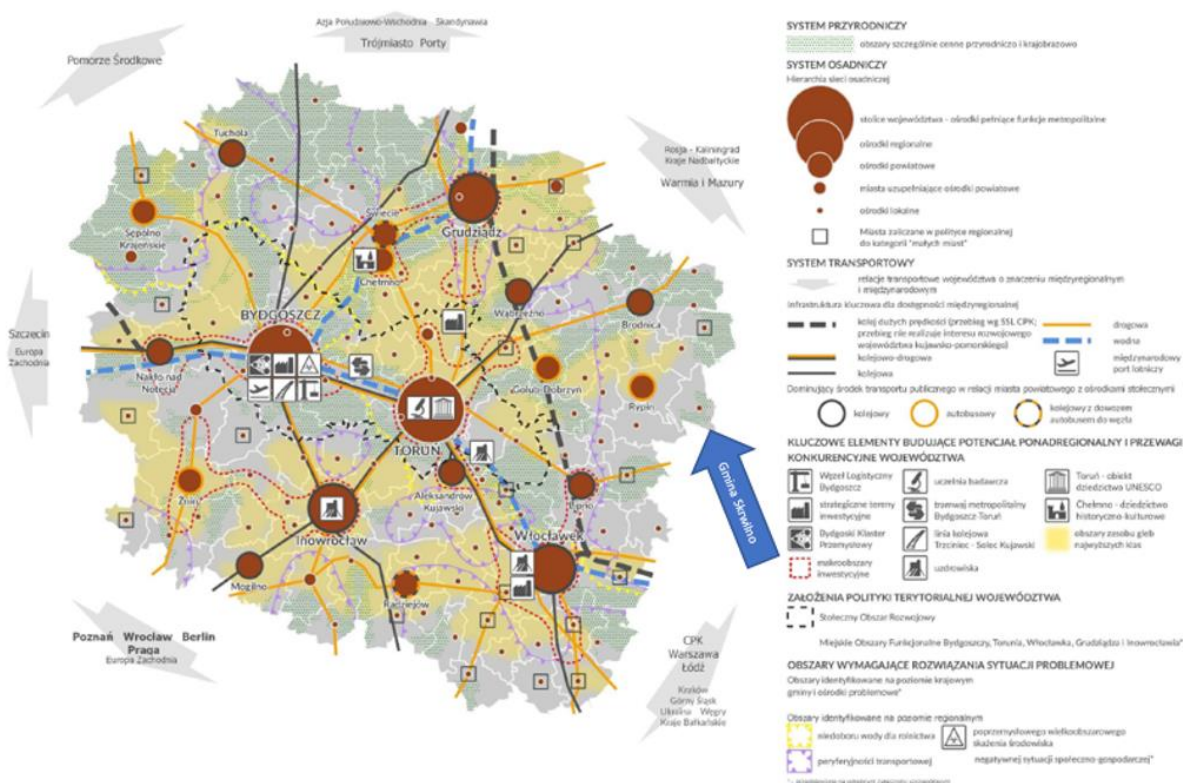 Azja Południowo-Wschodnia - Skandynawia
Trójmiasto Porty
Pomorze Środkowe
Rosja - Kaliningrad
Kraje Nadbałtyckie
Warmia i Mazury
Szczecin
Europa
Zachodnia
Poznań Wrocław Berlin
Praga
Europa Zachodnia
CPK
Warszawa
Łódź
Kraków
Górny Śląsk
Ukraina Węgry
Kraje Bałkańskie
Tuchola
Sępolno
Krajeńskie
Świecie
Grudziądz
Chełmno
BYDGOSZCZ
Wąbrzeźno
Brodnica
Nakło nad
Notecią
Golub-Dobrzyń
Rypin
TORUŃ
Żnin
Aleksandrów
Kujawski
Lipno
Inowrocław
Włocławek
Mogilno
Radziejów
Gmina Skrwilno
SYSTEM PRZYRODNICZY
obszary szczególnie cenne przyrodniczo i krajobrazowo
SYSTEM OSADNICZY
Hierarchia sieci osadniczej
stolice województwa - ośrodki pełniące funkcje metropolitalne
ośrodki regionalne
ośrodki powiatowe
miasta uzupełniające ośrodki powiatowe
ośrodki lokalne
Miasta zaliczane w polityce regionalnej
do kategorii "małych miast"
SYSTEM TRANSPORTOWY
relacje transportowe województwa o znaczeniu międzyregionalnym
i międzynarodowym
Infrastruktura kluczowa dla dostępności międzyregionalnej
kolej dużych prędkości (przebieg wg SSL CPK;
przebieg nie realizuje interesu rozwojowego
województwa kujawsko-pomorskiego)
kolejowo-drogowa
kolejowa
drogowa
wodna
międzynarodowy
port lotniczy
Dominujący środek transportu publicznego w relacji miasta powiatowego z ośrodkami stołecznymi
kolejowy
autobusowy
kolejowy z dowozem
autobusem do węzła
KLUCZOWE ELEMENTY BUDUJĄCE POTENCJAŁ PONADREGIONALNY I PRZEWAGI
KONKURENCYJNE WOJEWÓDZTWA
Węzeł Logistyczny
Bydgoszcz
strategiczne tereny
inwestycyjne
Bydgoski Klaster
Przemysłowy
makroobszary
inwestycyjne
uczelnia badawcza
tramwaj metropolitalny
Bydgoszcz-Toruń
linia kolejowa
Trzciniec - Solec Kujawski
uzdrowiska
Toruń - obiekt
dziedzictwa UNESCO
Chełmno - dziedzictwo
historyczno-kulturowe
obszary zasobu gleb
najwyższych klas
ZAŁOŻENIA POLITYKI TERYTORIALNEJ WOJEWÓDZTWA
Stołeczny Obszar Rozwojowy
Miejskie Obszary Funkcjonalne Bydgoszczy, Torunia, Włocławka, Grudziądza i Inowrocławia*
OBSZARY WYMAGAJĄCE ROZWIĄZANIA SYTUACJI PROBLEMOWEJ
Obszary identyfikowane na poziomie krajowym
gminy i ośrodki problemowe*
Obszary identyfikowane na poziomie regionalnym
niedoboru wody dla rolnictwa
peryferyjności transportowej
poprzemysłowego wielkoobszarowego
skażenia środowiska
negatywnej sytuacji społeczno-gospodarczej*